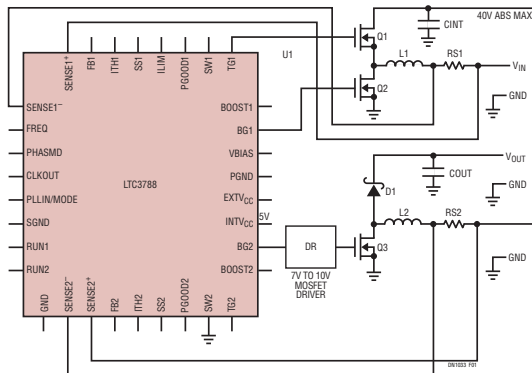 SENSE1+
FB1
ITH1
SS1
ILIM
PGOOD1
SW1
TG1
U1
Q1
CINT
40V ABS MAX
L1
RS1
VIN
Q2
GND
SENSE1–
FREQ
PHASMD
CLKOUT
PLLIN/MODE
SGND
RUN1
RUN2
LTC3788
BOOST1
BG1
VBIAS
PGND
EXTVCC
INTVCC
5V
BG2
BOOST2
VOUT
COUT
GND
D1
L2
RS2
DR
Q3
GND
7V TO 10V
MOSFET
DRIVER
GND
SENSE2–
SENSE2+
FB2
ITH2
SS2
PGOOD2
SW2
TG2
DN1033 F01